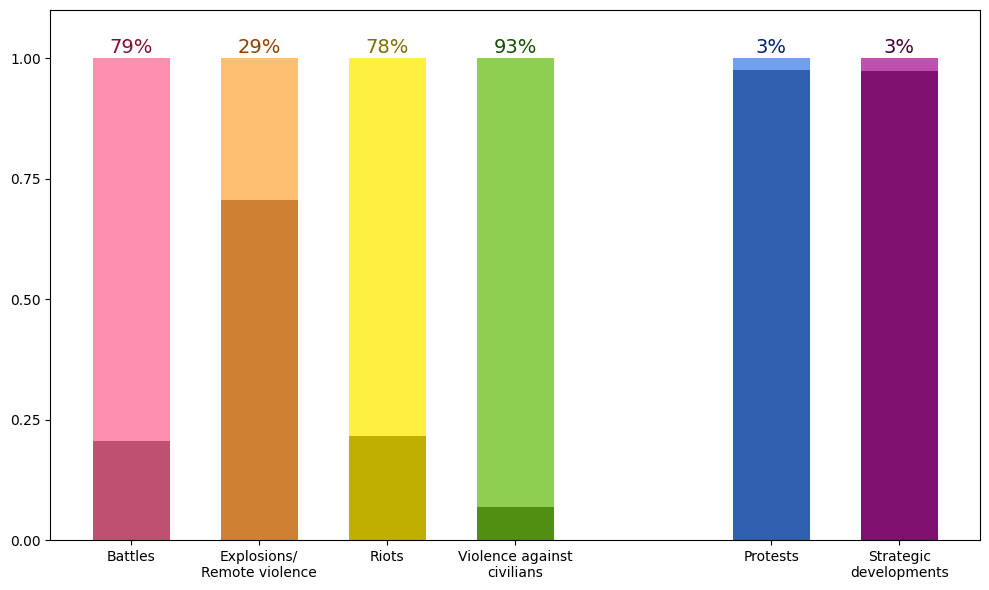 79%
29%
78%
93%
3%
3%
1.00
0.75
0.50
0.25
0.00
Battles
Explosions/
Remote violence
Riots
Violence against
civilians
Protests
Strategic
developments